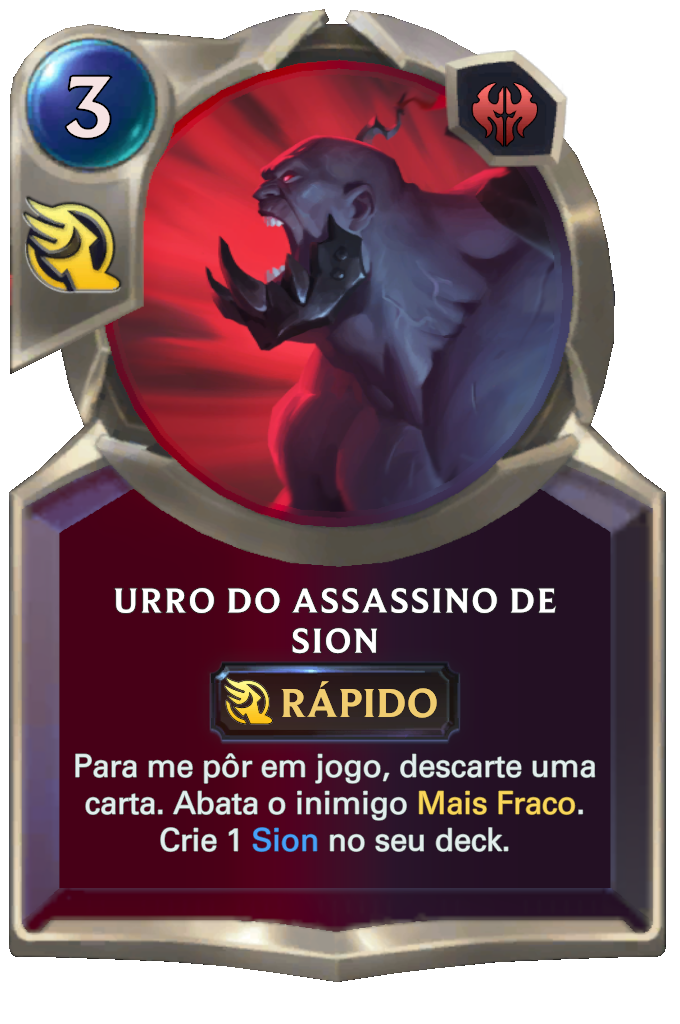 3
URRO DO ASSASSINO DE
SION
RÁPIDO
Para me pôr em jogo, descarte uma
carta. Abata o inimigo Mais Fraco.
Crie 1 Sion no seu deck.